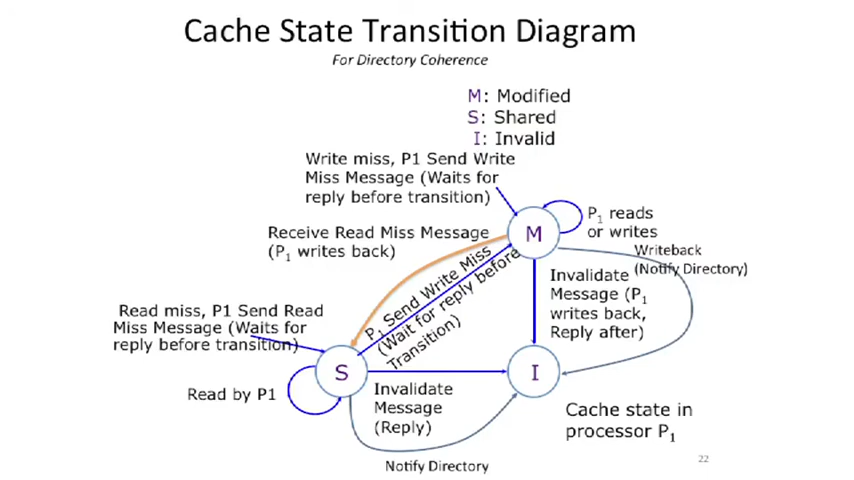 Cache State Transition Diagram
For Directory Coherence
M: Modified
S: Shared
I: Invalid
Write miss, P1 Send Write
Miss Message (Waits for
reply before transition)
P1 reads
or writes
M
Receive Read Miss Message
(P1 writes back)
Writeback
(Notify Directory)
P1 Send Write Miss
(Wait for reply before
Transition)
Invalidate
Message (P1
writes back,
Reply after)
Read miss, P1 Send Read
Miss Message (Waits for
reply before transition)
S
I
Read by P1
Invalidate
Message
(Reply)
Cache state in
processor P1
Notify Directory
22